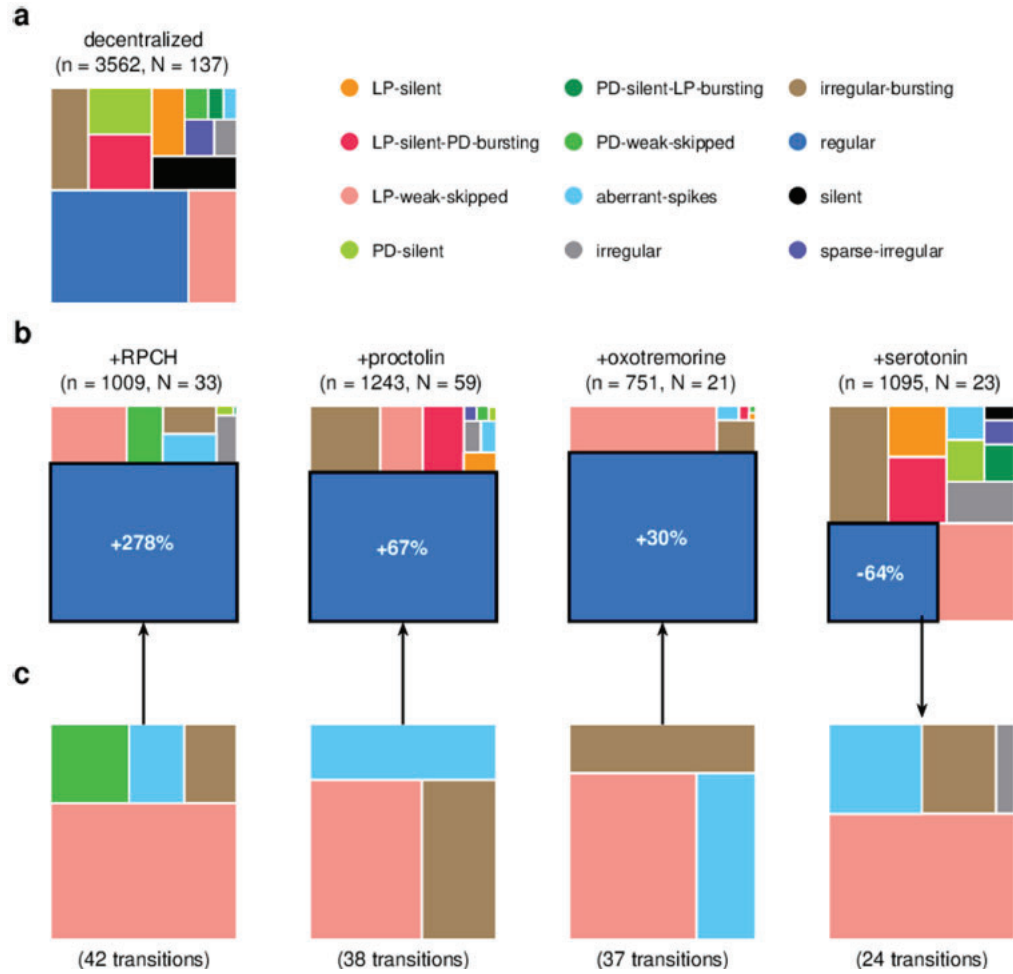 a
decentralized
(n = 3562, N = 137)
LP-silent
PD-silent-LP-bursting
irregular-bursting
LP-silent-PD-bursting
PD-weak-skipped
regular
LP-weak-skipped
aberrant-spikes
silent
PD-silent
irregular
sparse-irregular
b
+RPCH
+proctolin
+oxotremorine
+serotonin
(n = 1009, N = 33)
(n = 1243, N = 59)
(n = 751, N = 21)
(n = 1095, N = 23)
+278%
+67%
+30%
-64%
c
(42 transitions)
(38 transitions)
(37 transitions)
(24 transitions)